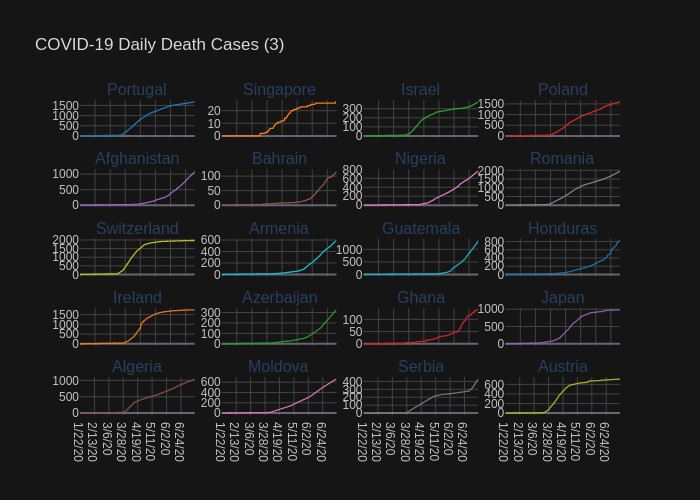 COVID-19 Daily Death Cases (3)
Portugal Singapore Israel Poland
1500 1000 500 0 20 10 0 300 200 100 0 1500 1000 500 0
Afghanistan Bahrain Nigeria Romania
1000 500 0 100 50 0 800 600 400 200 0 2000 1500 1000 500 0
Switzerland Armenia Guatemala Honduras
2000 1500 1000 500 0 600 400 200 0 1000 500 0 800 600 400 200 0
Ireland Azerbaijan Ghana Japan
1500 1000 500 0 300 200 100 0 100 50 0 1000 500 0
Algeria Moldova Serbia Austria
1000 500 0 600 400 200 0 400 300 200 100 0 600 400 200 0
1/22/20 2/13/20 3/6/20 3/28/20 4/19/20 5/11/20 6/2/20 6/24/20 1/22/20 2/13/20 3/6/20 3/28/20 4/19/20 5/11/20 6/2/20 6/24/20 1/22/20 2/13/20 3/6/20 3/28/20 4/19/20 5/11/20 6/2/20 6/24/20 1/22/20 2/13/20 3/6/20 3/28/20 4/19/20 5/11/20 6/2/20 6/24/20